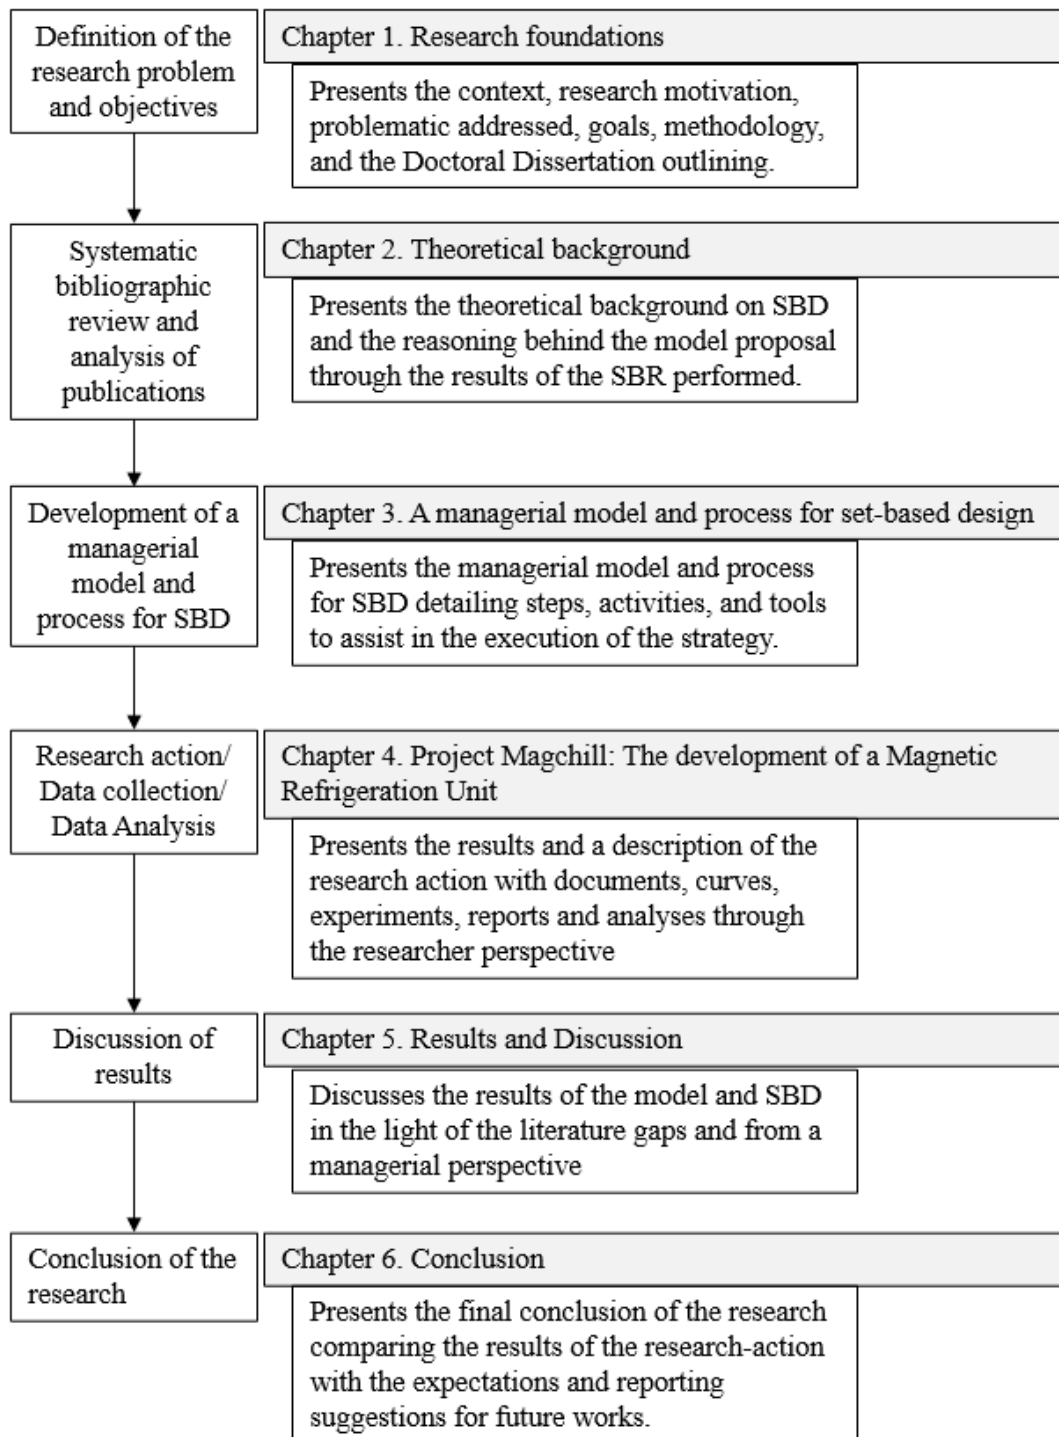 Definition of the
research problem
and objectives
Chapter 1. Research foundations
Presents the context, research motivation,
problematic addressed, goals, methodology,
and the Doctoral Dissertation outlining.
Systematic
bibliographic
review and
analysis of
publications
Chapter 2. Theoretical background
Presents the theoretical background on SBD
and the reasoning behind the model proposal
through the results of the SBR performed.
Development of a
managerial
model and
process for SBD
Chapter 3. A managerial model and process for set-based design
Presents the managerial model and process
for SBD detailing steps, activities, and tools
to assist in the execution of the strategy.
Research action/
Data collection/
Data Analysis
Chapter 4. Project Magchill: The development of a Magnetic
Refrigeration Unit
Presents the results and a description of the
research action with documents, curves,
experiments, reports and analyses through
the researcher perspective
Discussion of
results
Chapter 5. Results and Discussion
Discusses the results of the model and SBD
in the light of the literature gaps and from a
managerial perspective
Conclusion of the
research
Chapter 6. Conclusion
Presents the final conclusion of the research
comparing the results of the research-action
with the expectations and reporting
suggestions for future works.